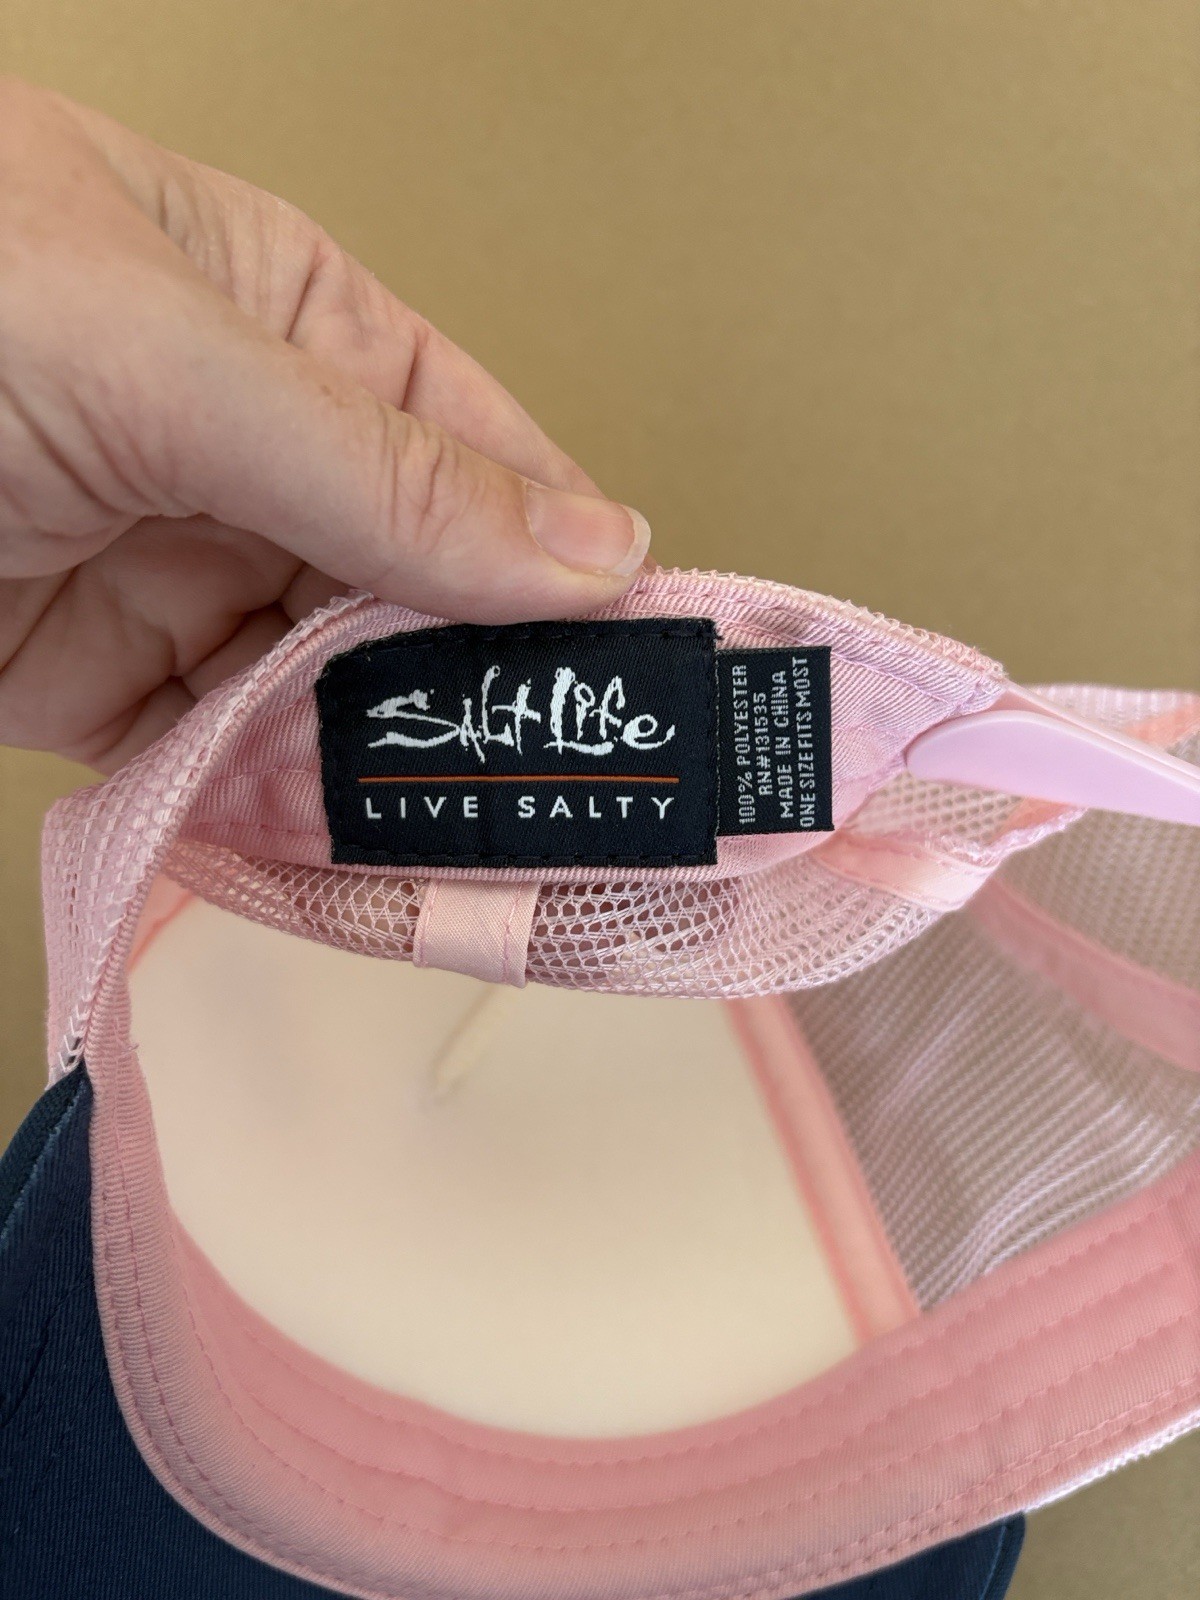 Salt Life
LIVE SALTY
100% POLYESTER
RN#131535
MADE IN CHINA
ONE SIZE FITS MOST